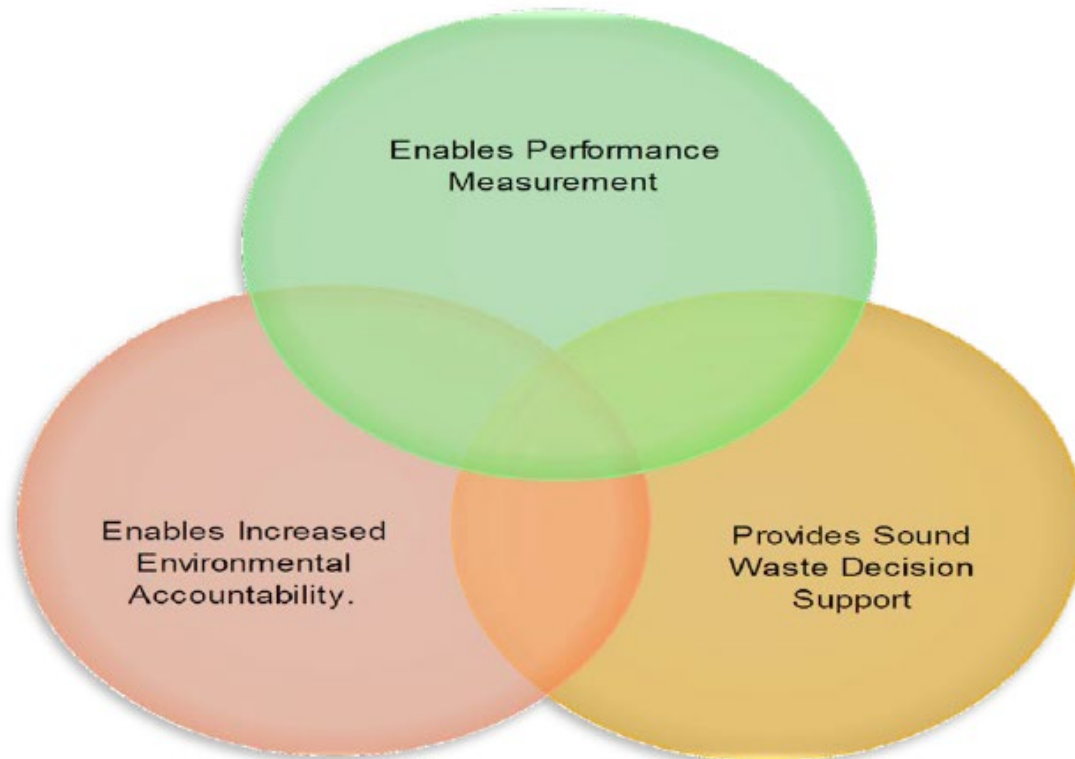 Enables Performance
Measurement
Enables Increased
Environmental
Accountability.
Provides Sound
Waste Decision
Support